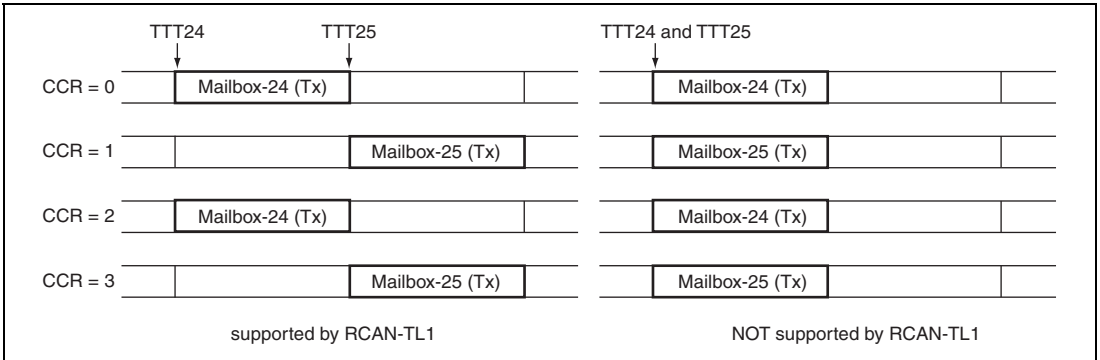 TTT24 TTT25 TTT24 and TTT25
CCR = 0 Mailbox-24 (Tx) Mailbox-24 (Tx)
CCR = 1 Mailbox-25 (Tx) Mailbox-25 (Tx)
CCR = 2 Mailbox-24 (Tx) Mailbox-24 (Tx)
CCR = 3 Mailbox-25 (Tx) Mailbox-25 (Tx)
supported by RCAN-TL1 NOT supported by RCAN-TL1